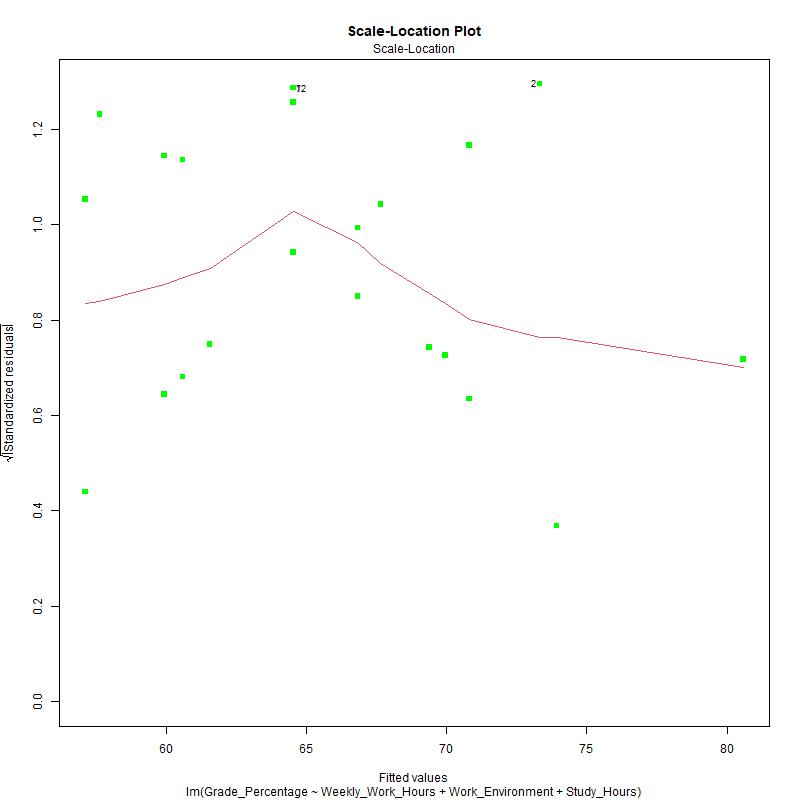 Scale-Location Plot
Scale-Location
2
1.2
1.0
0.8
0.6
0.4
0.2
0.0
√|Standardized residuals|
60 65 70 75 80
Fitted values
lm(Grade_Percentage ~ Weekly_Work_Hours + Work_Environment + Study_Hours)